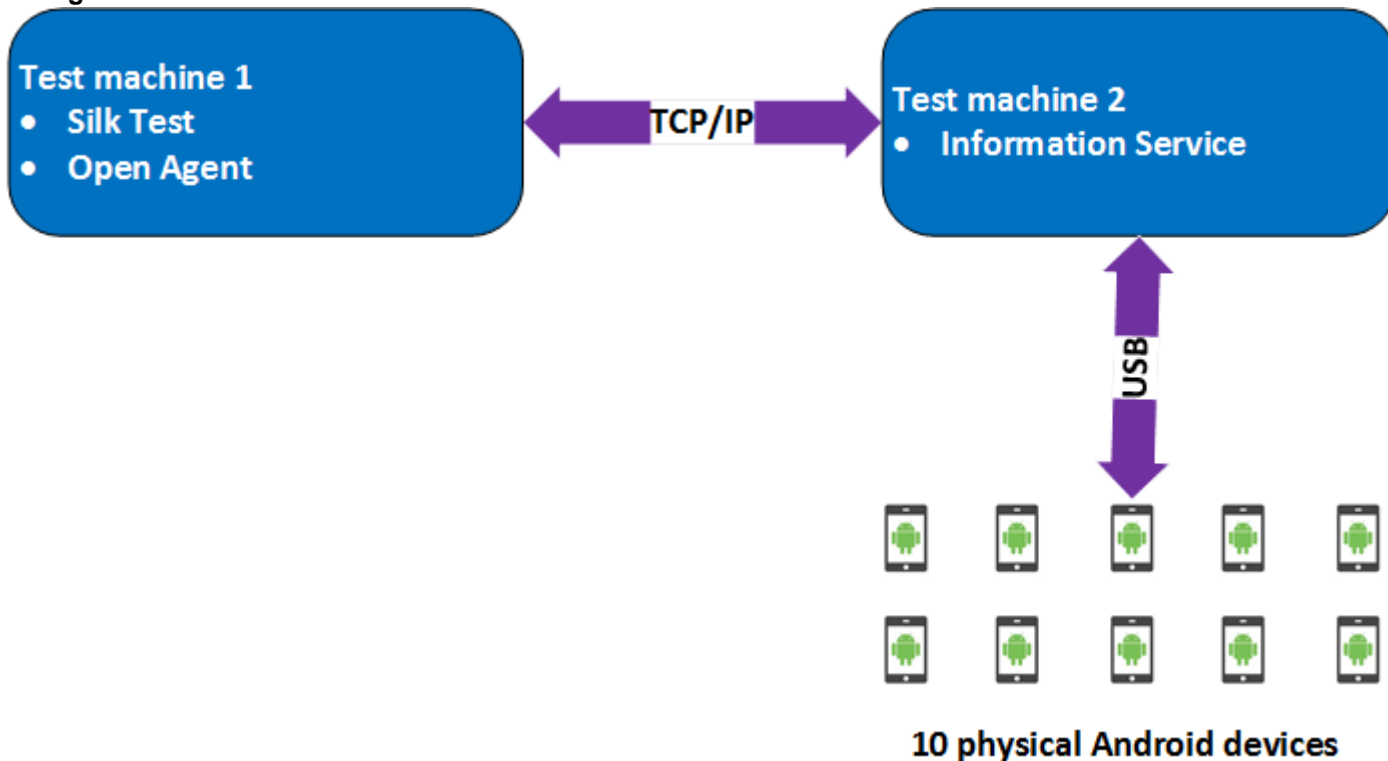 Test machine 1
• Silk Test
• Open Agent
TCP/IP
Test machine 2
• Information Service
USB
10 physical Android devices